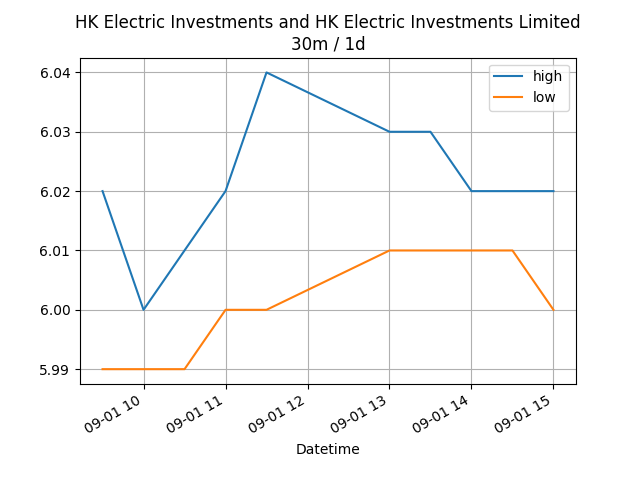 HK Electric Investments and HK Electric Investments Limited
30m / 1d
high
low
6.04
6.03
6.02
6.01
6.00
5.99
09-01 10
09-01 11
09-01 12
09-01 13
09-01 14
09-01 15
Datetime